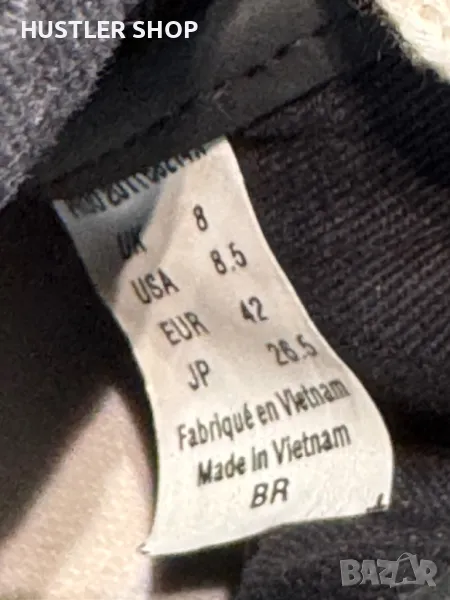 HUSTLER SHOP
UK 8
USA 8.5
EUR 42
JP 26.5
Fabriqué en Vietnam
Made In Vietnam
BR
BAZAR